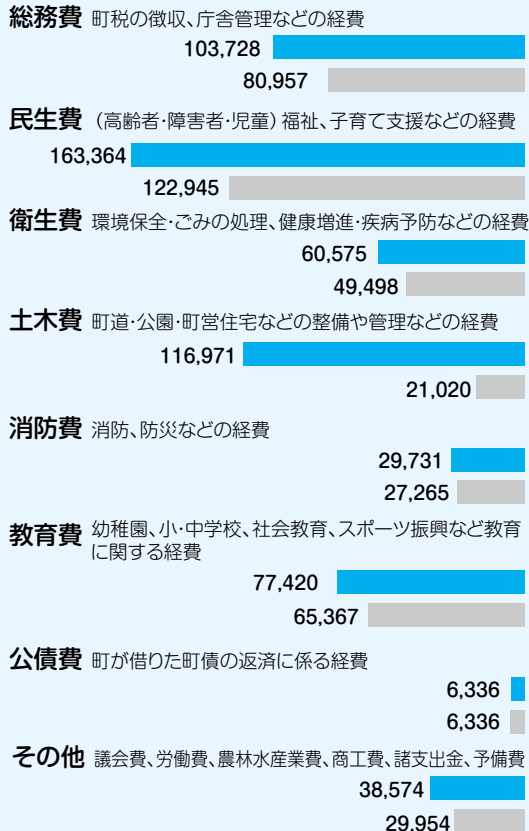 総務費 町税の徴収、庁舎管理などの経費
103,728
80,957
民生費 (高齢者・障害者・児童)福祉、子育て支援などの経費
163,364
122,945
衛生費 環境保全・ごみの処理、健康増進・疾病予防などの経費
60,575
49,498
土木費 町道・公園・町営住宅などの整備や管理などの経費
116,971
21,020
消防費 消防、防災などの経費
29,731
27,265
教育費 幼稚園、小・中学校、社会教育、スポーツ振興など教育
に関する経費
77,420
65,367
公債費 町が借りた町債の返済に係る経費
6,336
6,336
その他 議会費、労働費、農林水産業費、商工費、諸支出金、予備費
38,574
29,954